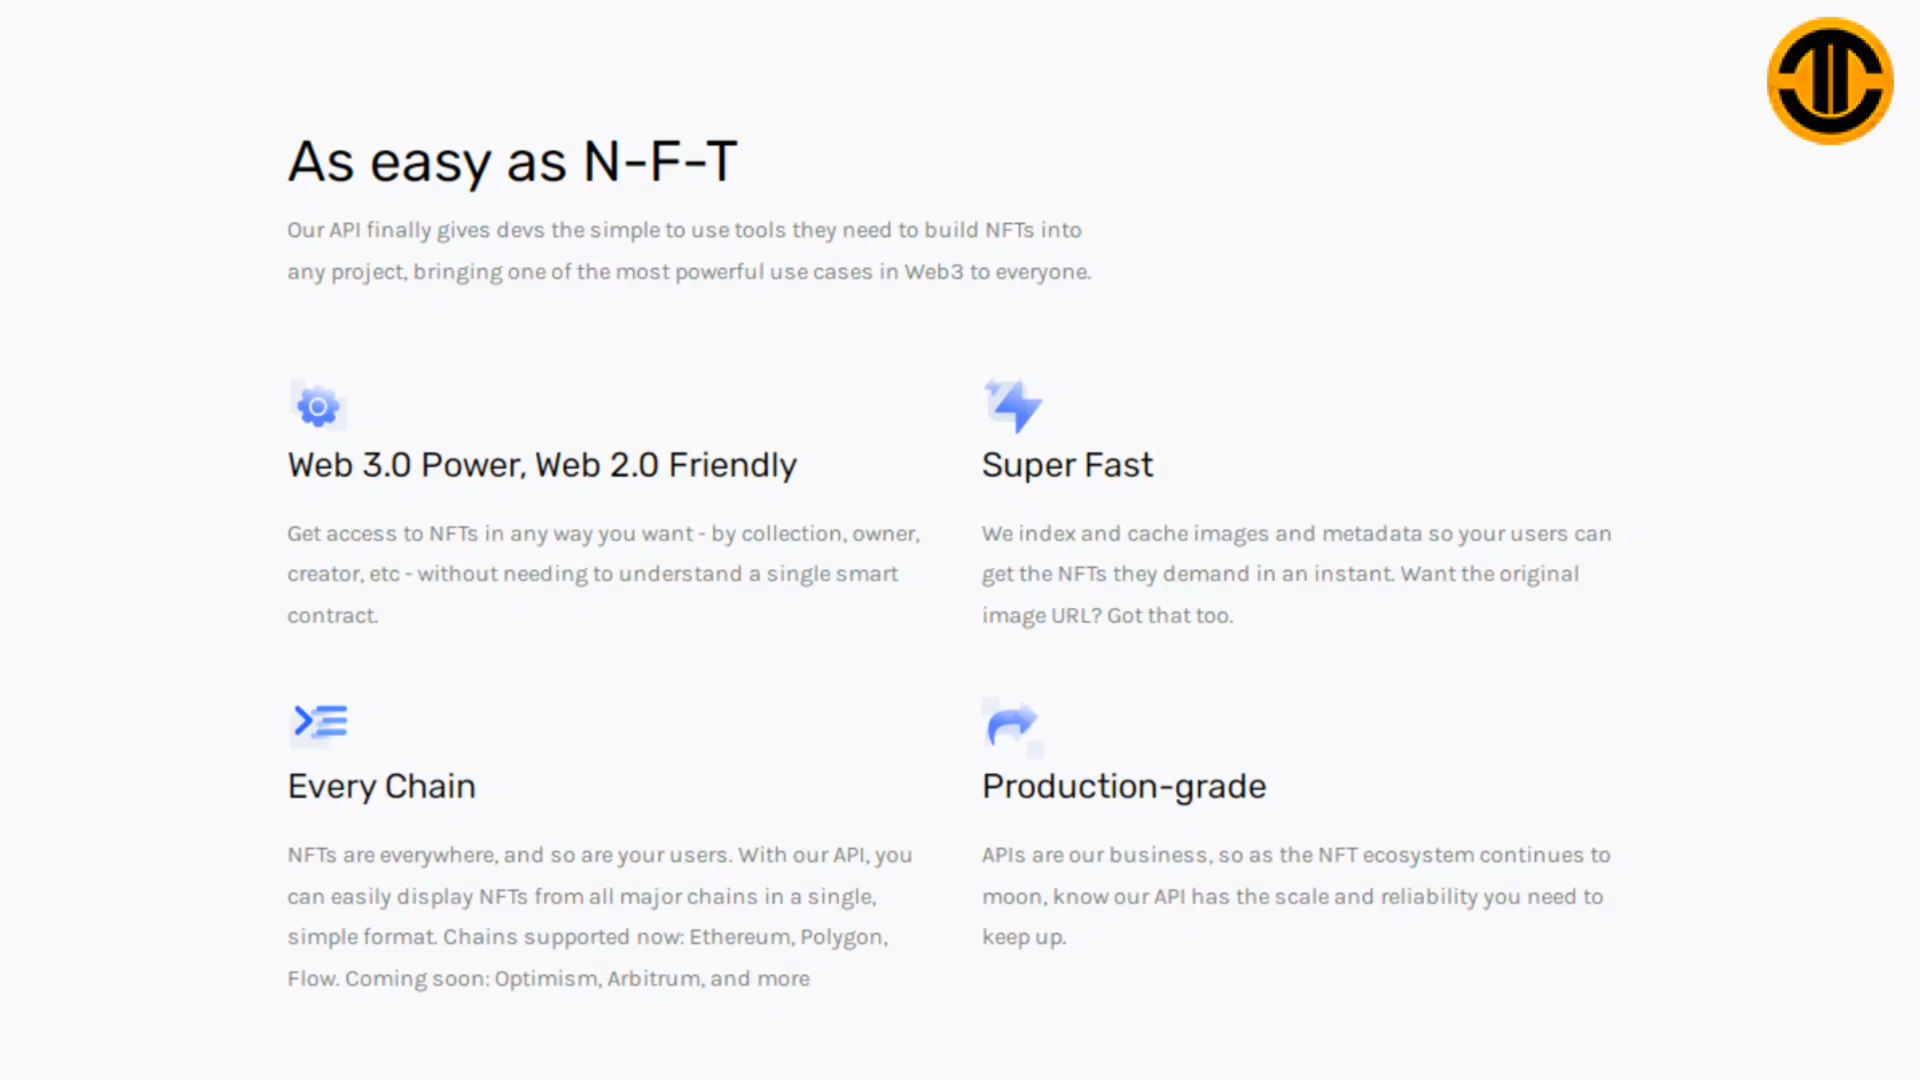 As easy as N-F-T
Our API finally gives devs the simple to use tools they need to build NFTs into
any project, bringing one of the most powerful use cases in Web3 to everyone.
Web 3.0 Power, Web 2.0 Friendly
Get access to NFTs in any way you want - by collection, owner,
creator, etc - without needing to understand a single smart
contract.
Super Fast
We index and cache images and metadata so your users can
get the NFTs they demand in an instant. Want the original
image URL? Got that too.
Every Chain
NFTs are everywhere, and so are your users. With our API, you
can easily display NFTs from all major chains in a single,
simple format. Chains supported now: Ethereum, Polygon,
Flow. Coming soon: Optimism, Arbitrum, and more
Production-grade
APIs are our business, so as the NFT ecosystem continues to
moon, know our API has the scale and reliability you need to
keep up.